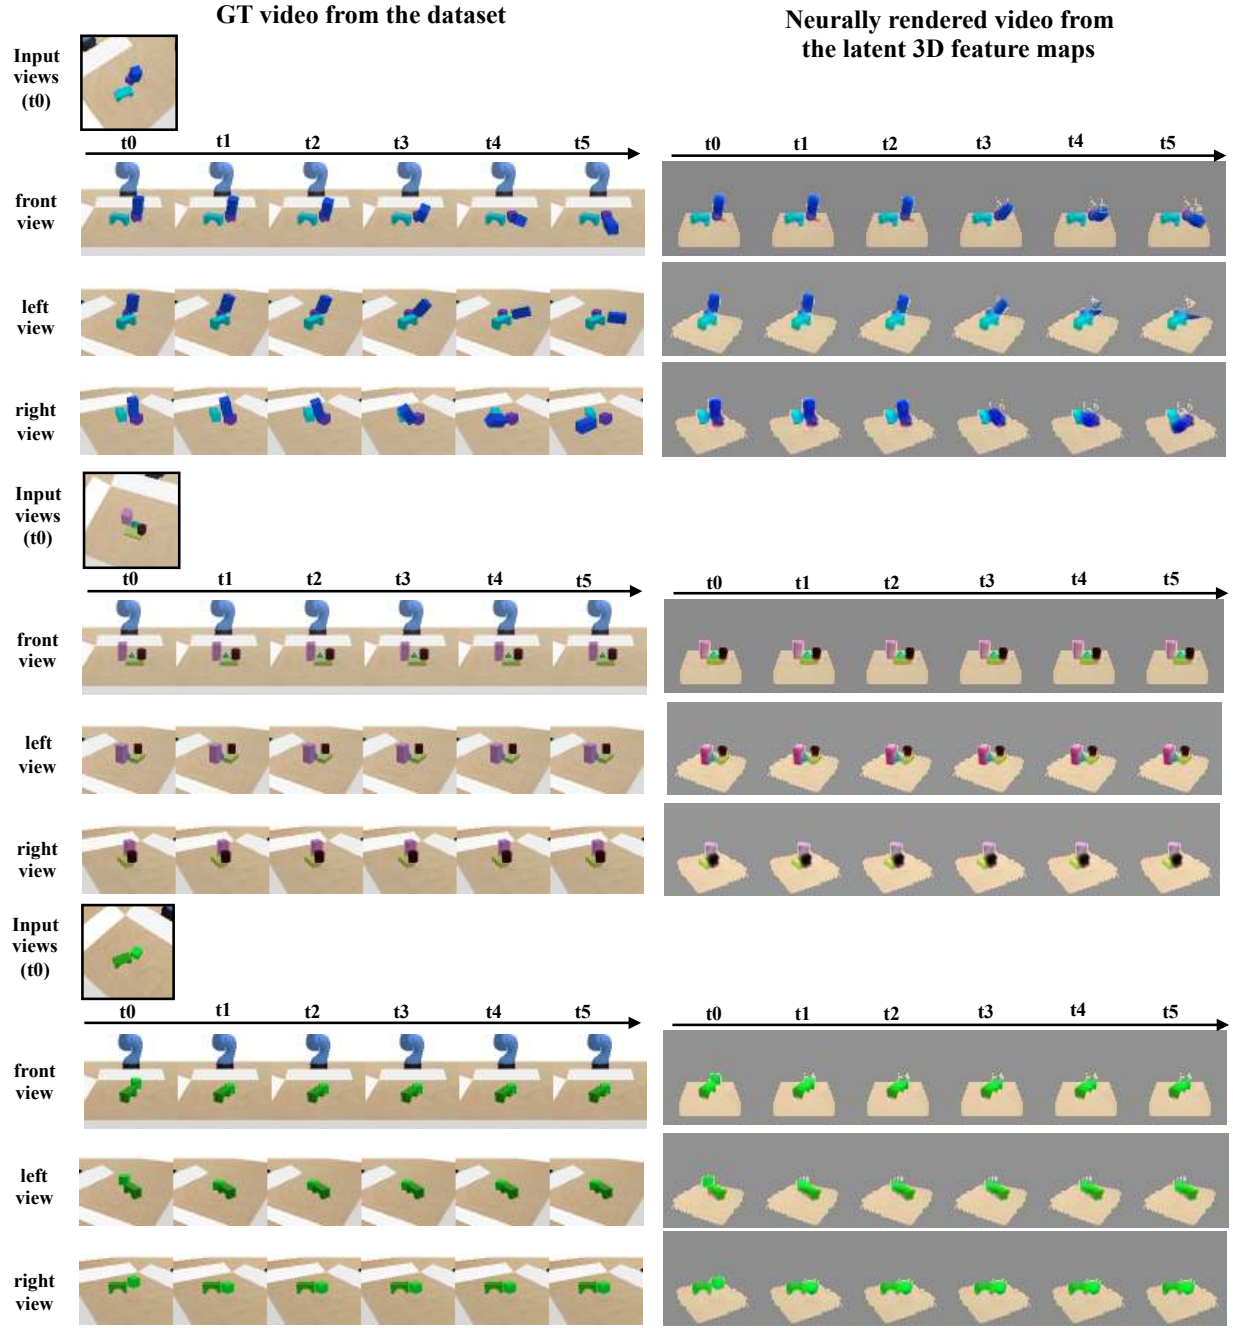 GT video from the dataset
Neurally rendered video from
the latent 3D feature maps
Input
views
(t0)
t0 t1 t2 t3 t4 t5
t0 t1 t2 t3 t4 t5
front
view
left
view
right
view
Input
views
(t0)
t0 t1 t2 t3 t4 t5
t0 t1 t2 t3 t4 t5
front
view
left
view
right
view
Input
views
(t0)
t0 t1 t2 t3 t4 t5
t0 t1 t2 t3 t4 t5
front
view
left
view
right
view